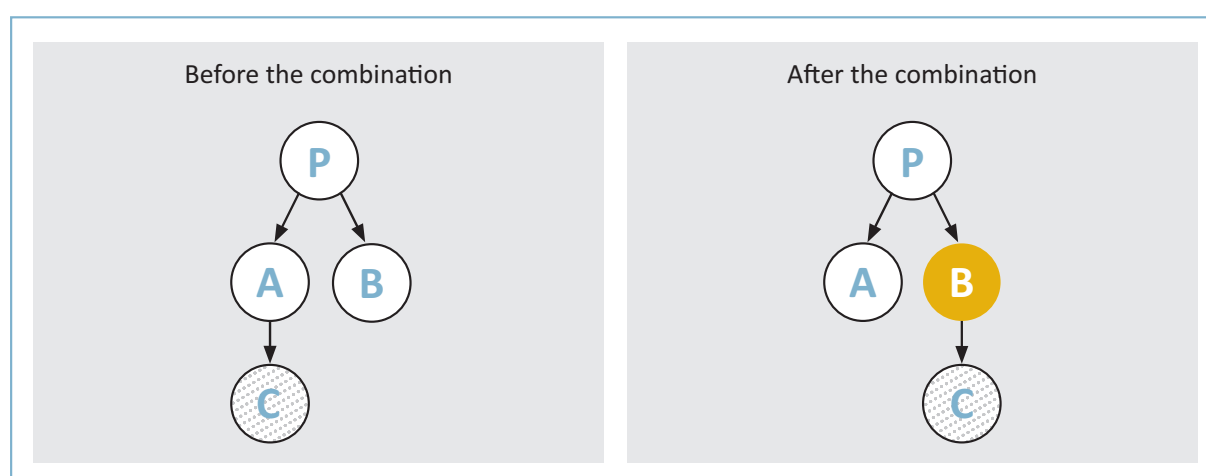 Before the combination
P
A B
C
After the combination
P
A B
C